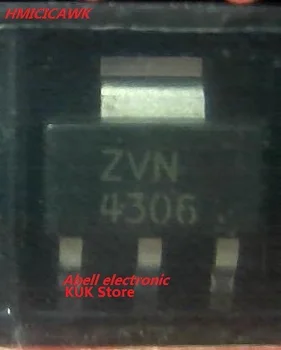 HMICICAWK
ZVN
4306
Abell electronic
KUK Store